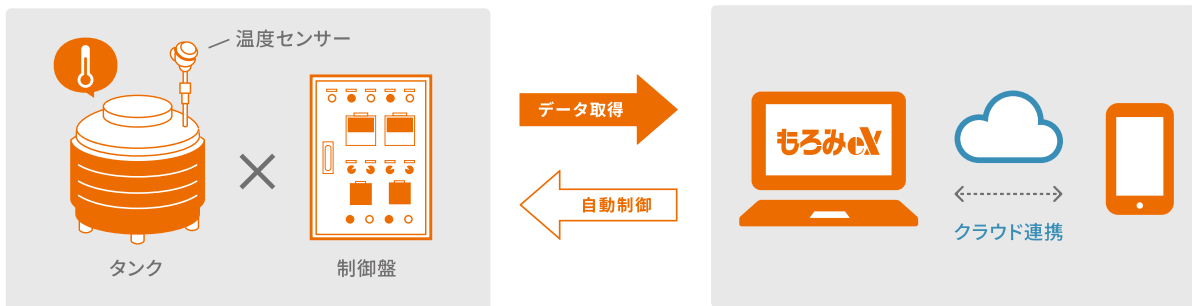 温度センサー
タンク
制御盤
データ取得
自動制御
もろみeX
クラウド連携